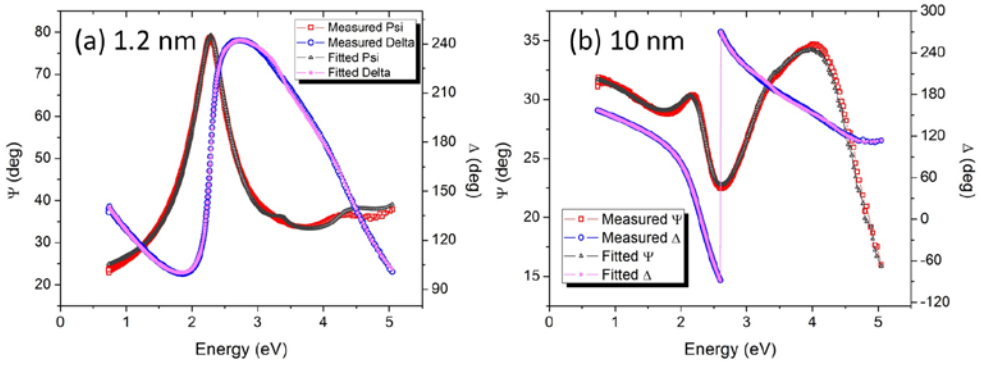 (a) 1.2 nm
Measured Psi
Measured Delta
Fitted Psi
Fitted Delta
80
70
60
50
40
30
20
Ψ (deg)
240
210
180
150
120
90
Δ (deg)
0 1 2 3 4 5
Energy (eV)
(b) 10 nm
Measured Ψ
Measured Δ
Fitted Ψ
Fitted Δ
35
30
25
20
15
Ψ (deg)
300
240
180
120
60
0
-60
-120
Δ (deg)
0 1 2 3 4 5
Energy (eV)